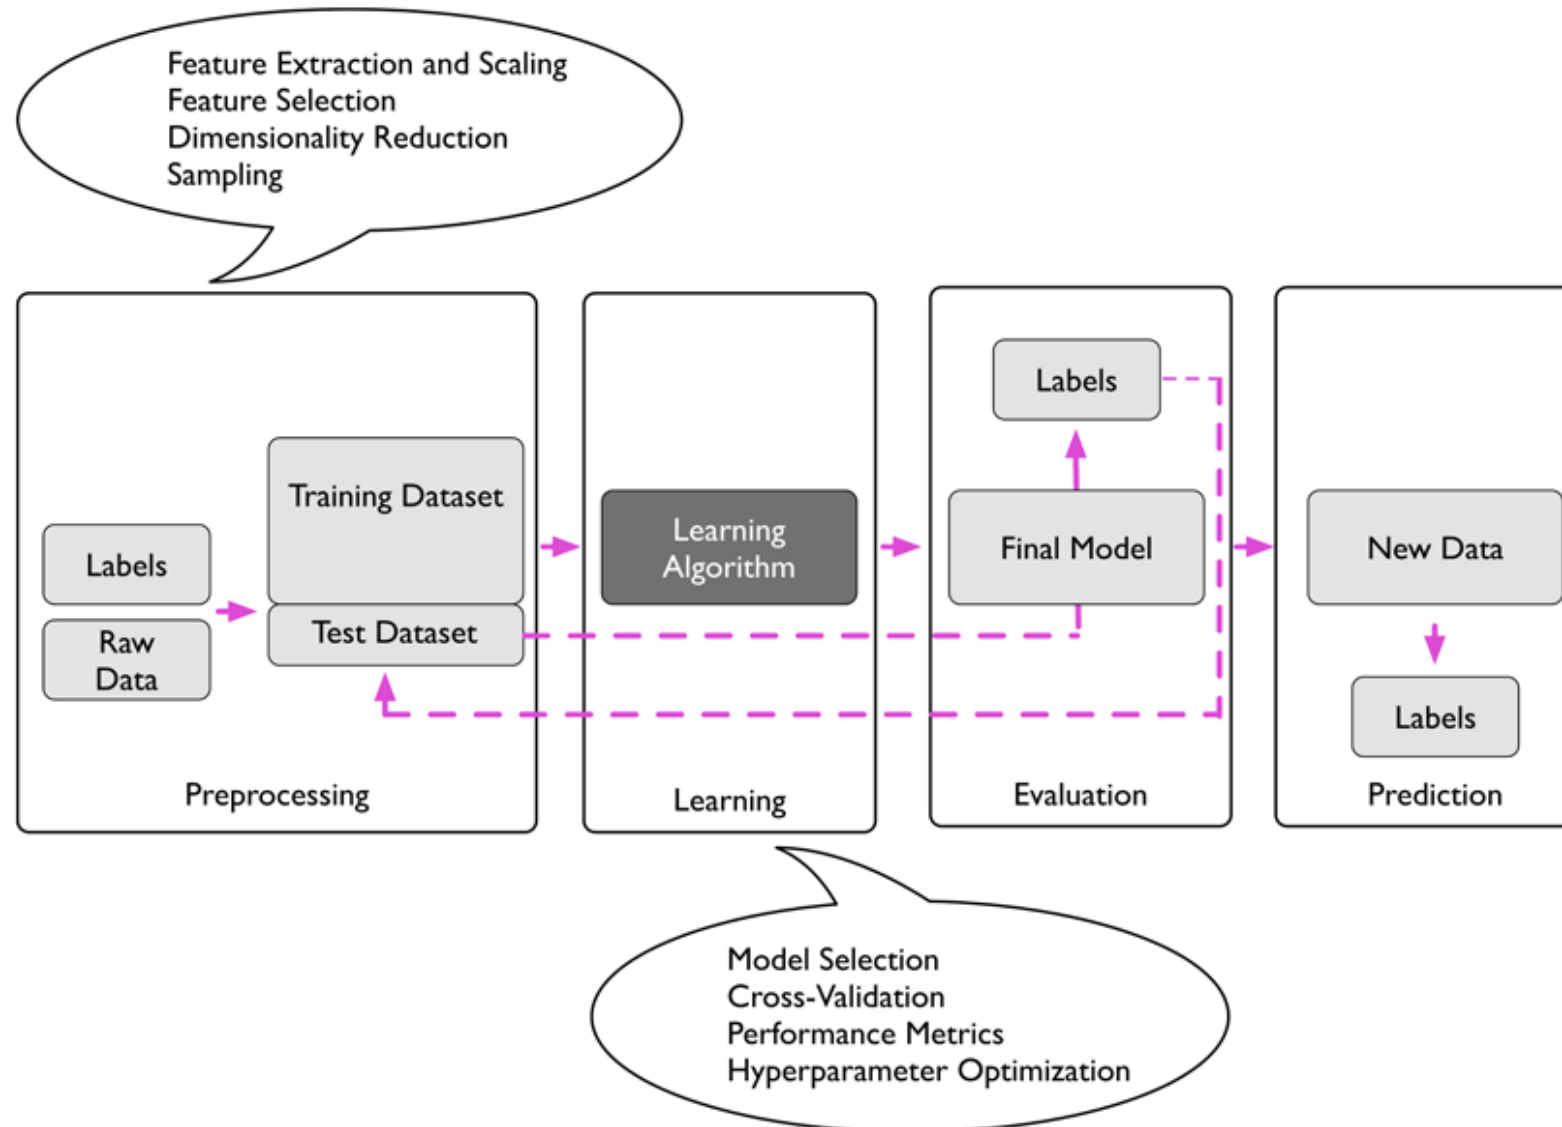 Feature Extraction and Scaling
Feature Selection
Dimensionality Reduction
Sampling
Labels
Raw
Data
Training Dataset
Test Dataset
Preprocessing
Learning
Algorithm
Learning
Labels
Final Model
Evaluation
New Data
Labels
Prediction
Model Selection
Cross-Validation
Performance Metrics
Hyperparameter Optimization